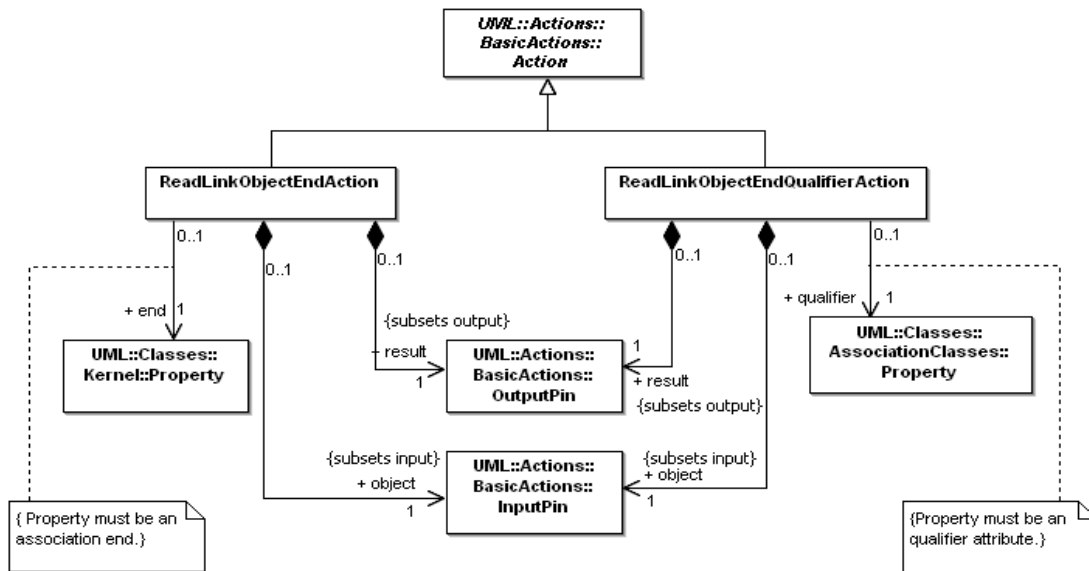 UML::Actions::
BasicActions::
Action
ReadLinkObjectEndAction
ReadLinkObjectEndQualifierAction
0..1
0..1
0..1
0..1
0..1
0..1
+ end
1
{subsets output}
+ result
1
1
+ result
{subsets output}
+ qualifier
1
UML::Classes::
Kernel::Property
UML::Actions::
BasicActions::
OutputPin
UML::Classes::
AssociationClasses::
Property
{subsets input}
+ object
1
{subsets input}
+ object
1
UML::Actions::
BasicActions::
InputPin
{ Property must be an
association end.}
{Property must be an
qualifier attribute.}